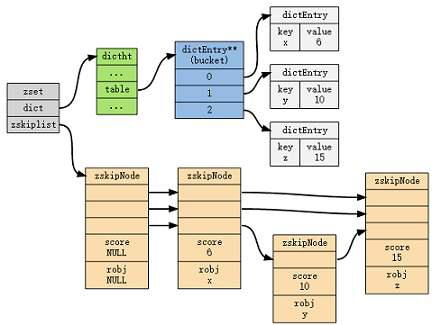 zset
dict
zskiplist
dictht
...
table
...
dictEntry**
(bucket)
0
1
2
dictEntry
key
x
value
6
dictEntry
key
y
value
10
dictEntry
key
z
value
15
zskipNode
score
NULL
robj
NULL
zskipNode
score
6
robj
x
zskipNode
score
10
robj
y
zskipNode
score
15
robj
z